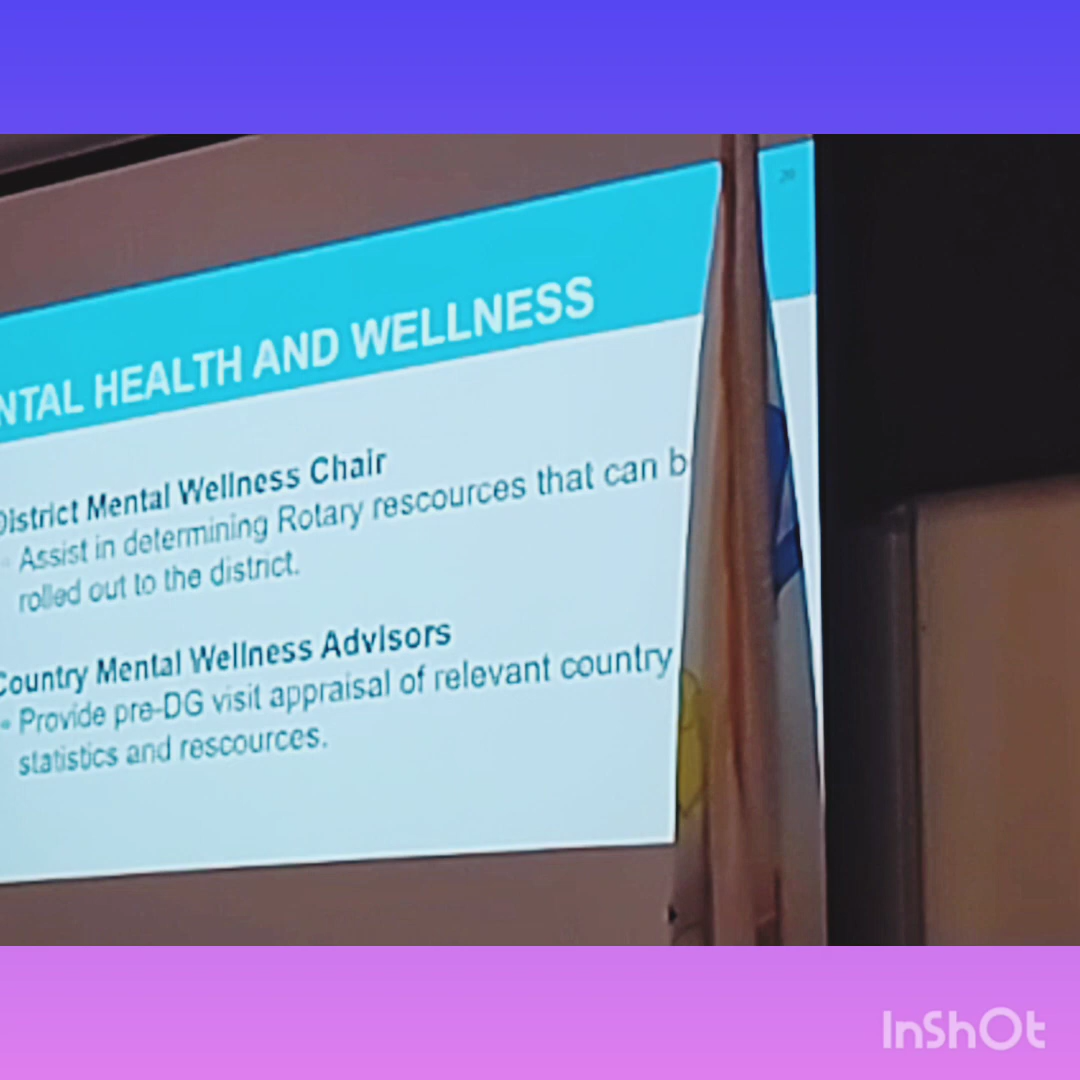 NTAL HEALTH AND WELLNESS
District Mental Wellness Chair
Assist in determining Rotary rescources that can b
rolled out to the district.
Country Mental Wellness Advisors
Provide pre-DG visit appraisal of relevant country
statistics and rescources.
InShOt